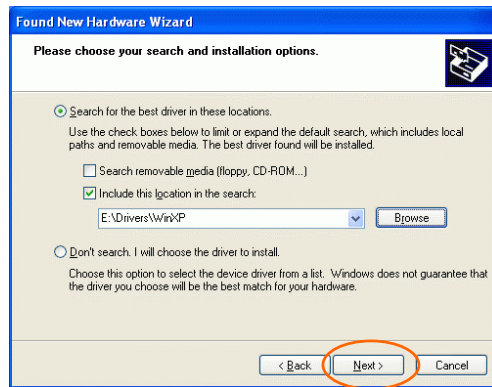 Found New Hardware Wizard
Please choose your search and installation options.
Search for the best driver in these locations.
Use the check boxes below to limit or expand the default search, which includes local
paths and removable media. The best driver found will be installed.
Search removable media (floppy, CD-ROM...)
Include this location in the search:
E:\Drivers\WinXP
Browse
Don't search. I will choose the driver to install.
Choose this option to select the device driver from a list. Windows does not guarantee that
the driver you choose will be the best match for your hardware.
< Back
Next >
Cancel